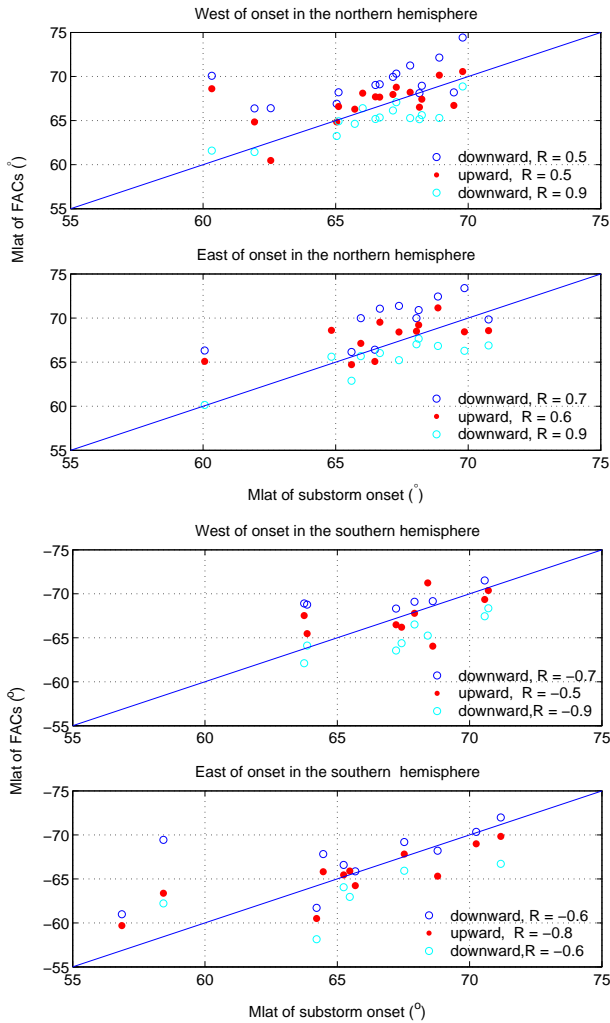 West of onset in the northern hemisphere
75
70
65
60
55
55
60
65
70
75
Mlat of FACs (°)
downward, R = 0.5
upward, R = 0.5
downward, R = 0.9
East of onset in the northern hemisphere
75
70
65
60
55
55
60
65
70
75
downward, R = 0.7
upward, R = 0.6
downward, R = 0.9
Mlat of substorm onset (°)
West of onset in the southern hemisphere
−75
−70
−65
−60
−55
55
60
65
70
75
Mlat of FACs (°)
downward, R = −0.7
upward, R = −0.5
downward,R = −0.9
East of onset in the southern hemisphere
−75
−70
−65
−60
−55
55
60
65
70
75
downward, R = −0.6
upward, R = −0.8
downward,R = −0.6
Mlat of substorm onset (°)